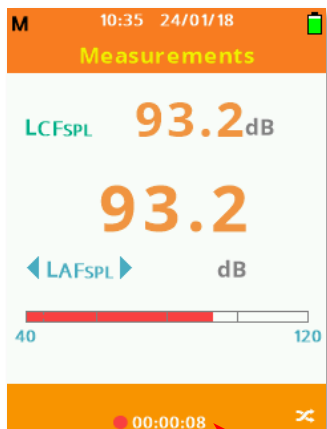 M 10:35 24/01/18
Measurements
LCFSPL 93.2dB
93.2
LAFSPL dB
40 120
00:00:08